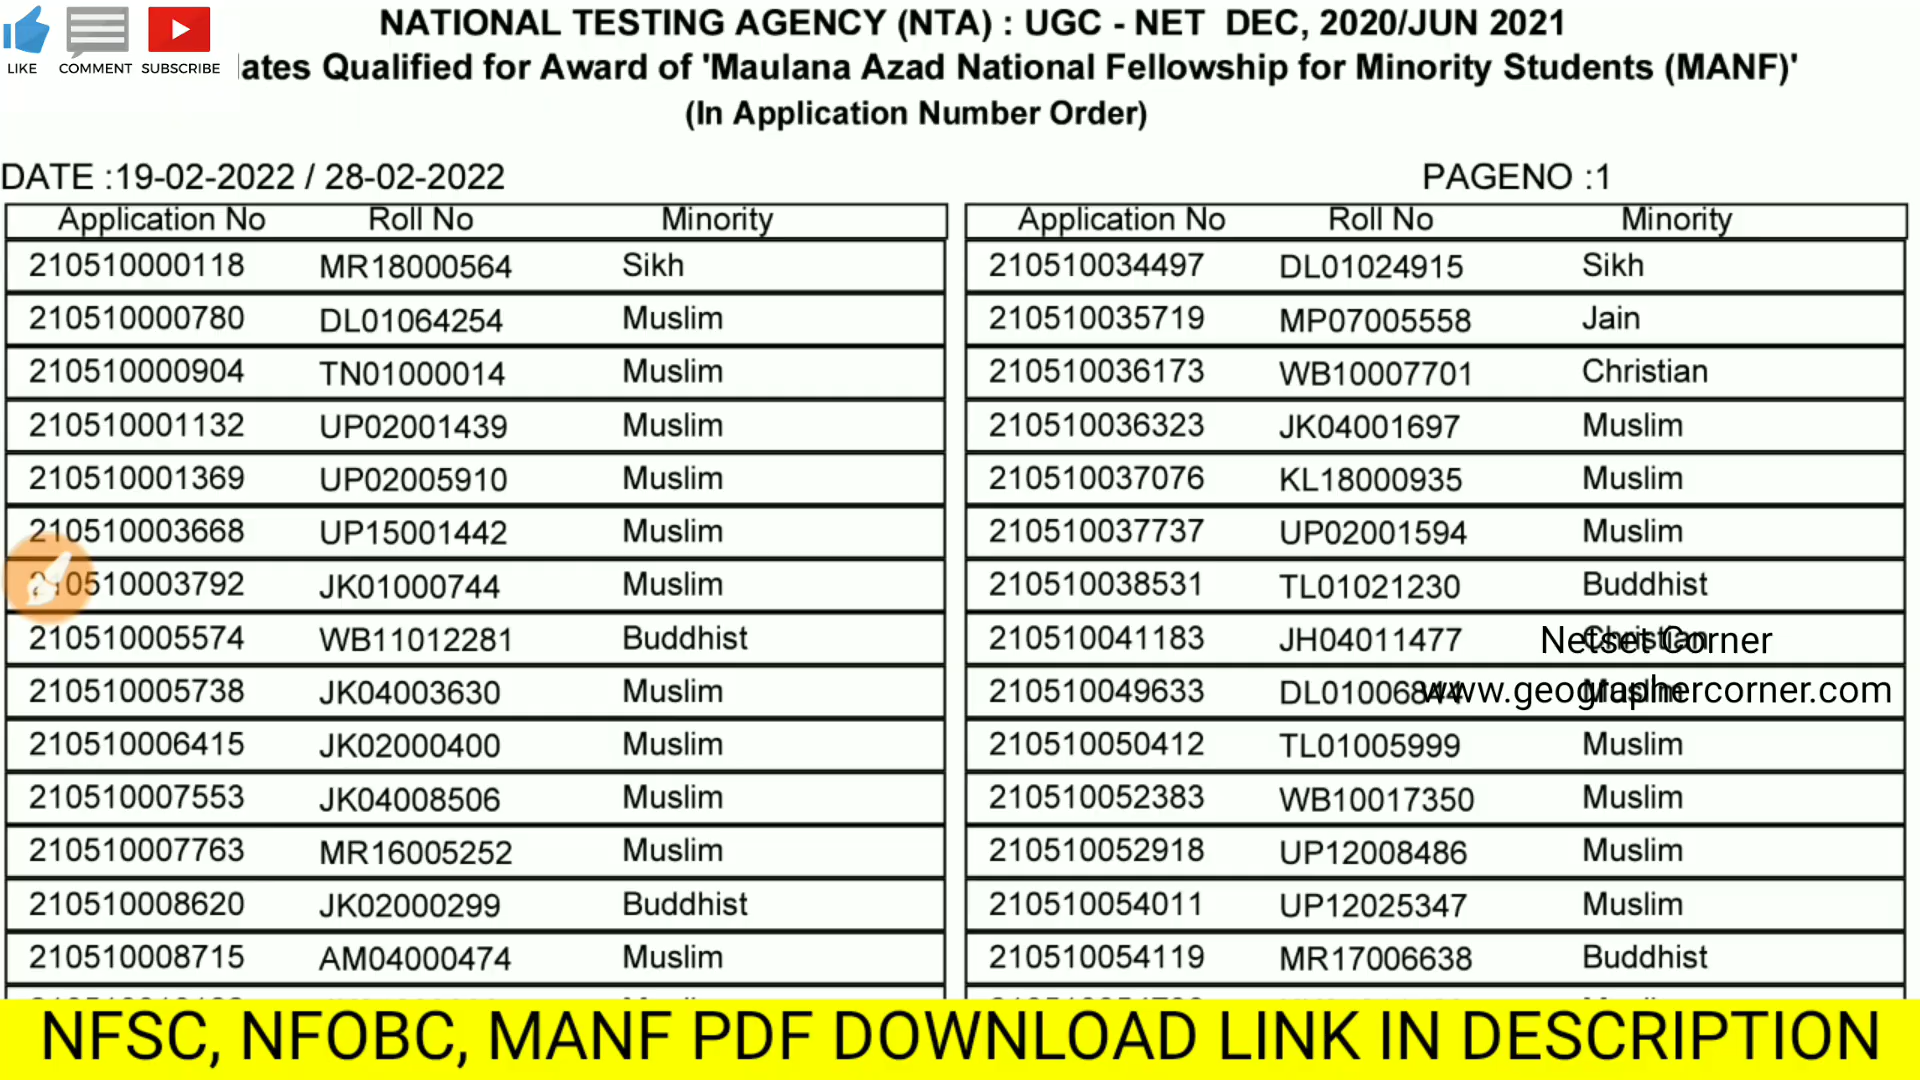 NATIONAL TESTING AGENCY (NTA) : UGC - NET DEC, 2020/JUN 2021
LIKE COMMENT SUBSCRIBE
Qualified for Award of 'Maulana Azad National Fellowship for Minority Students (MANF)'
(In Application Number Order)
DATE :19-02-2022 / 28-02-2022 PAGENO :1
Application No Roll No Minority Application No Roll No Minority
210510000118 MR18000564 Sikh 210510034497 DL01024915 Sikh
210510000780 DL01064254 Muslim 210510035719 MP07005558 Jain
210510000904 TN01000014 Muslim 210510036173 WB10007701 Christian
210510001132 UP02001439 Muslim 210510036323 JK04001697 Muslim
210510001369 UP02005910 Muslim 210510037076 KL18000935 Muslim
210510003668 UP15001442 Muslim 210510037737 UP02001594 Muslim
210510003792 JK01000744 Muslim 210510038531 TL01021230 Buddhist
210510005574 WB11012281 Buddhist 210510041183 JH04011477 Christian
Netset Corner
210510005738 JK04003630 Muslim 210510049633 DL01006844 Muslim
www.geographercorner.com
210510006415 JK02000400 Muslim 210510050412 TL01005999 Muslim
210510007553 JK04008506 Muslim 210510052383 WB10017350 Muslim
210510007763 MR16005252 Muslim 210510052918 UP12008486 Muslim
210510008620 JK02000299 Buddhist 210510054011 UP12025347 Muslim
210510008715 AM04000474 Muslim 210510054119 MR17006638 Buddhist
NFSC, NFOBC, MANF PDF DOWNLOAD LINK IN DESCRIPTION